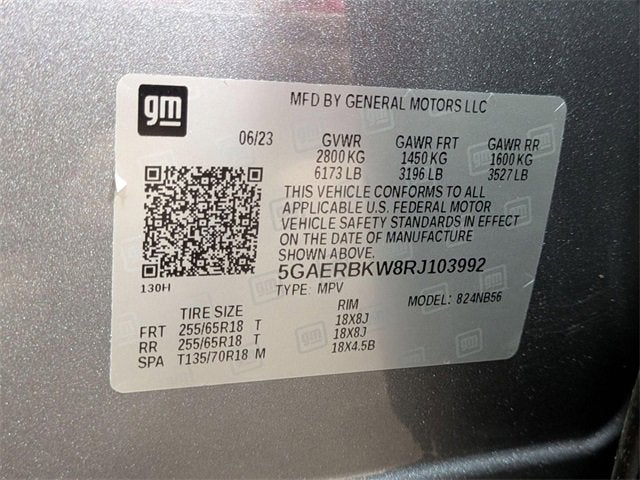 gm
MFD BY GENERAL MOTORS LLC
06/23 GVWR GAWR FRT GAWR RR
2800 KG 1450 KG 1600 KG
6173 LB 3196 LB 3527 LB
THIS VEHICLE CONFORMS TO ALL
APPLICABLE U.S. FEDERAL MOTOR
VEHICLE SAFETY STANDARDS IN EFFECT
ON THE DATE OF MANUFACTURE
SHOWN ABOVE.
5GAERBKW8RJ103992
130H
TYPE: MPV MODEL: 824NB56
TIRE SIZE RIM
FRT 255/65R18 T 18X8J
RR 255/65R18 T 18X8J
SPA T135/70R18 M 18X4.5B